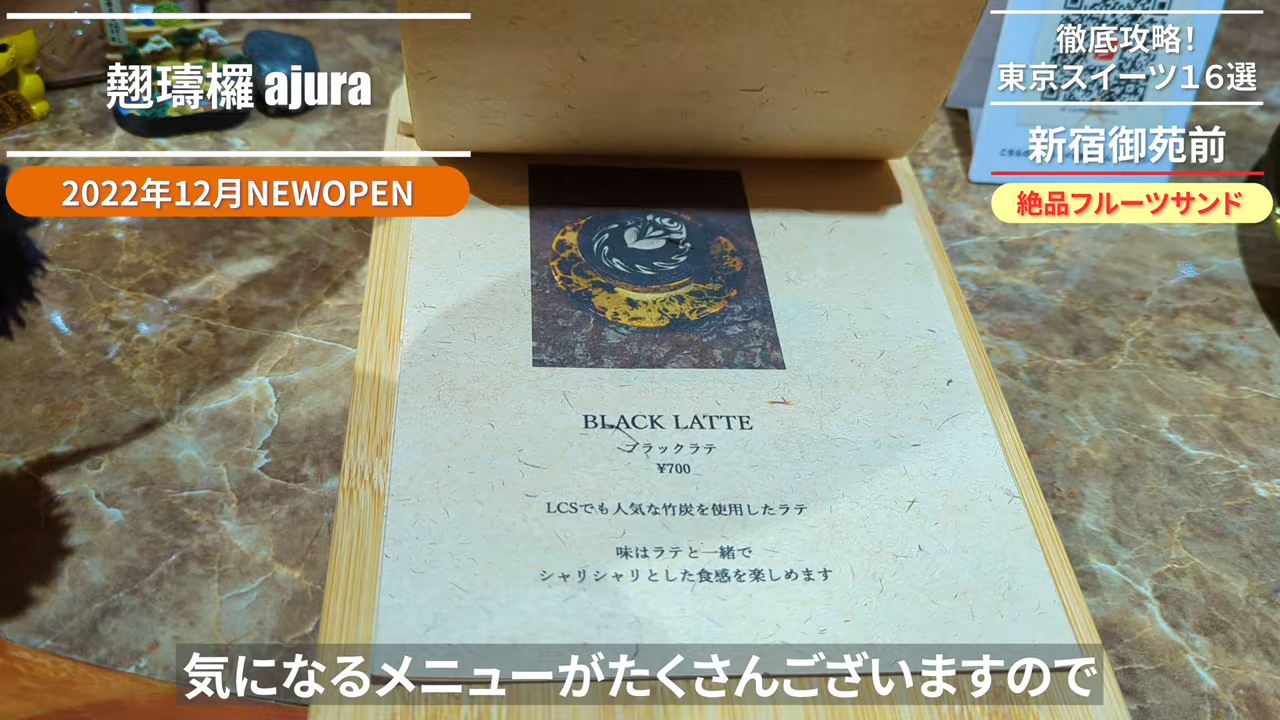 翹璹欏 ajura
2022年12月NEWOPEN
徹底攻略！
東京スイーツ１６選
新宿御苑前
絶品フルーツサンド
BLACK LATTE
ブラックラテ
¥700
LCSでも人気な竹炭を使用したラテ
味はラテと一緒で
シャリシャリとした食感を楽しめます
気になるメニューがたくさんございますので